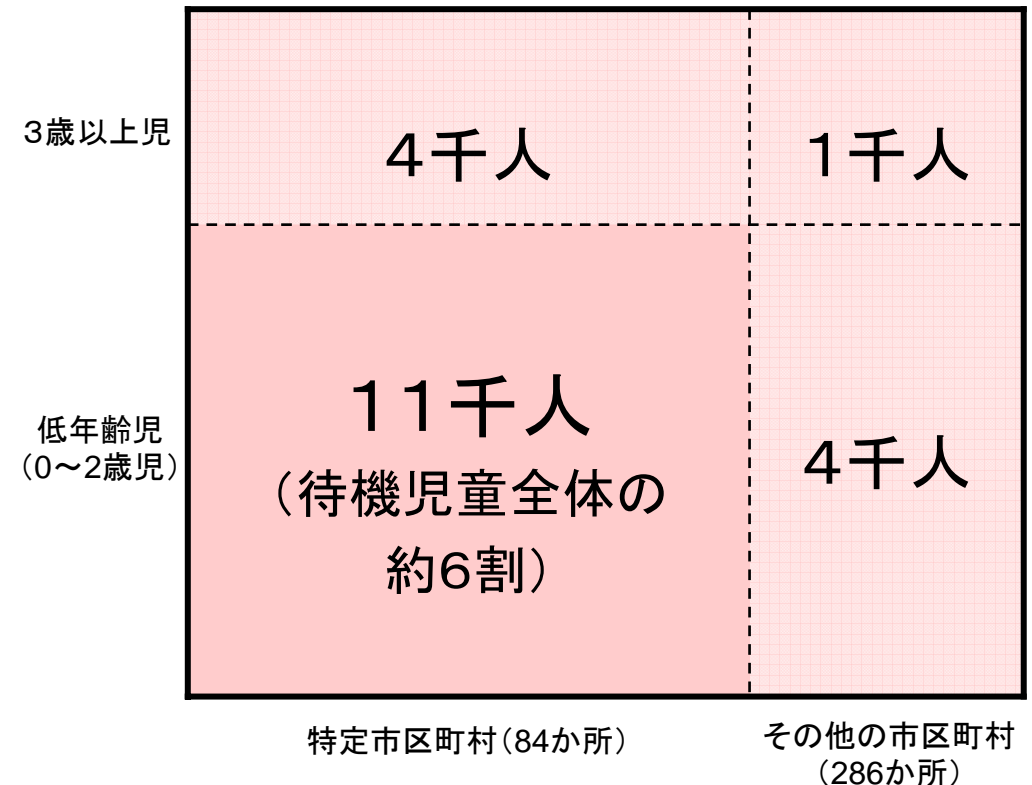 3歳以上児
4千人
1千人
低年齢児
（0～2歳児）
11千人
（待機児童全体の
約6割）
4千人
特定市区町村（84か所）
その他の市区町村
（286か所）